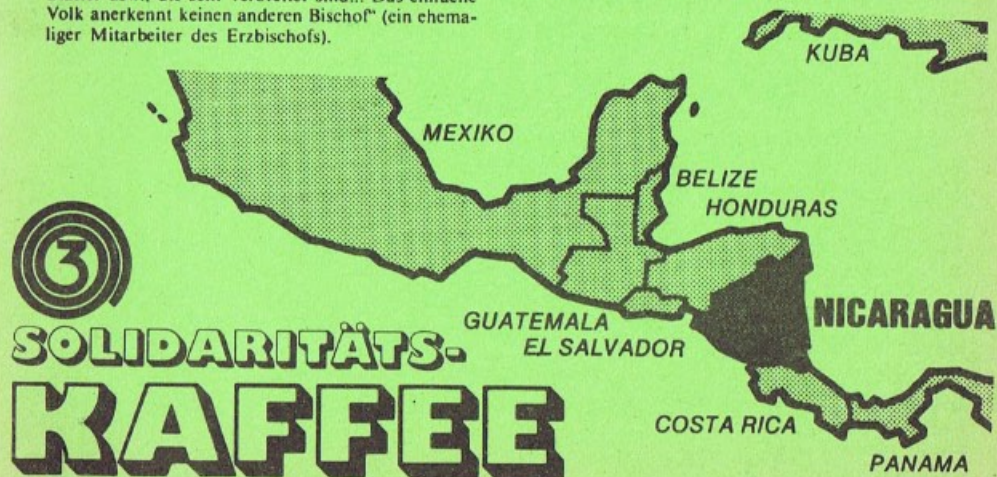 Volk anerkennt keinen anderen Bischof“ (ein ehema-
liger Mitarbeiter des Erzbischofs).
KUBA
MEXIKO
BELIZE
HONDURAS
3
NICARAGUA
GUATEMALA
EL SALVADOR
SOLIDARITÄTS-
KAFFEE
COSTA RICA
PANAMA